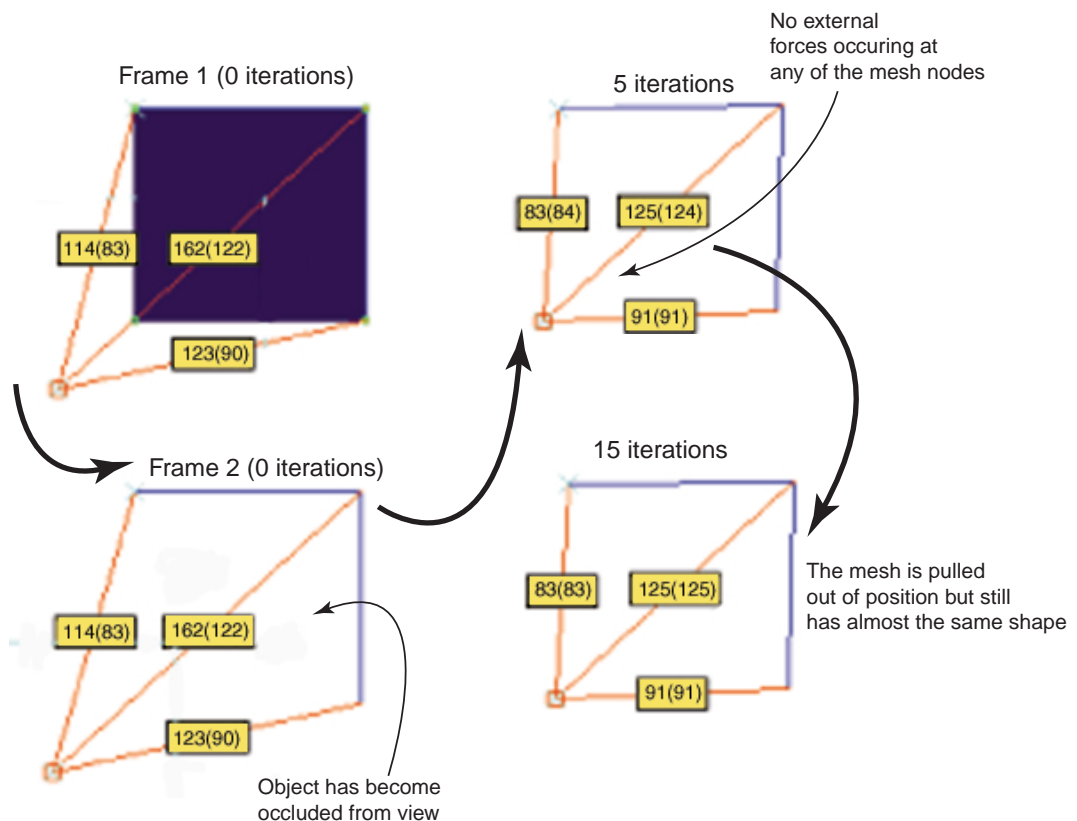 Frame 1 (0 iterations)
114(83)
162(122)
123(90)
Frame 2 (0 iterations)
114(83)
162(122)
123(90)
Object has become
occluded from view
No external
forces occuring at
any of the mesh nodes
5 iterations
83(84)
125(124)
91(91)
15 iterations
83(83)
125(125)
91(91)
The mesh is pulled
out of position but still
has almost the same shape